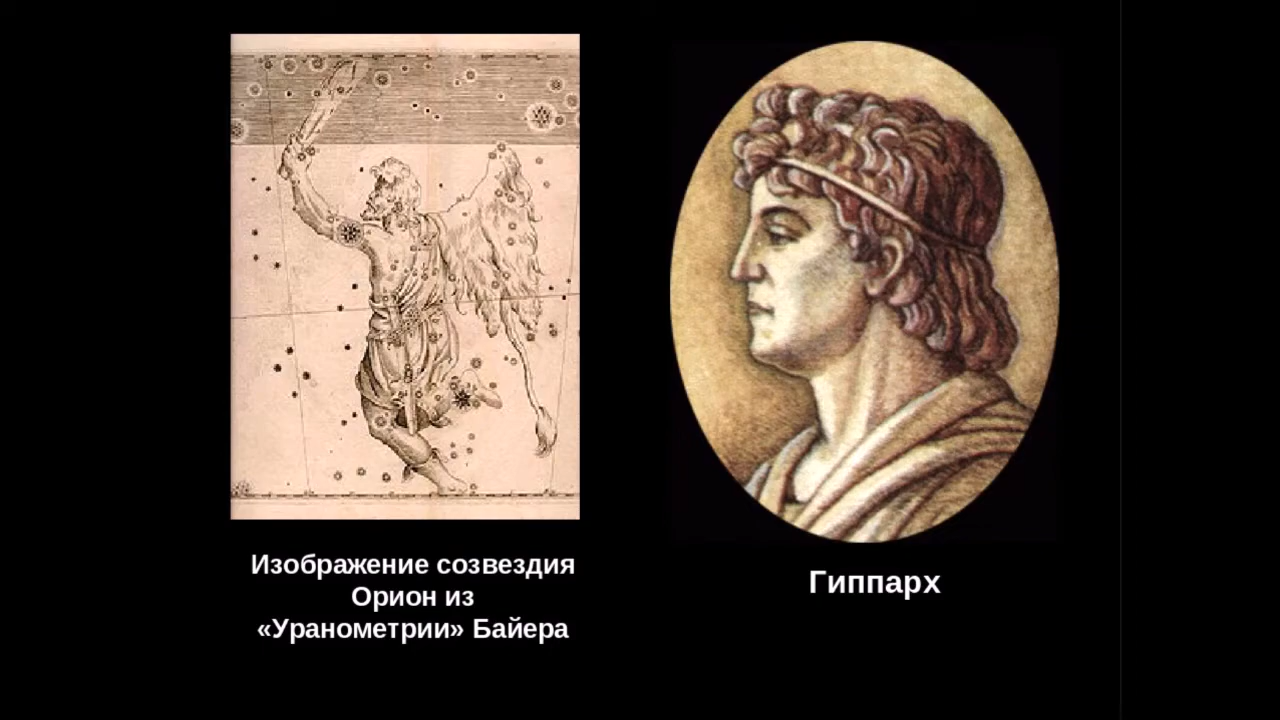 Изображение созвездия
Орион из
«Уранометрии» Байера
Гиппарх